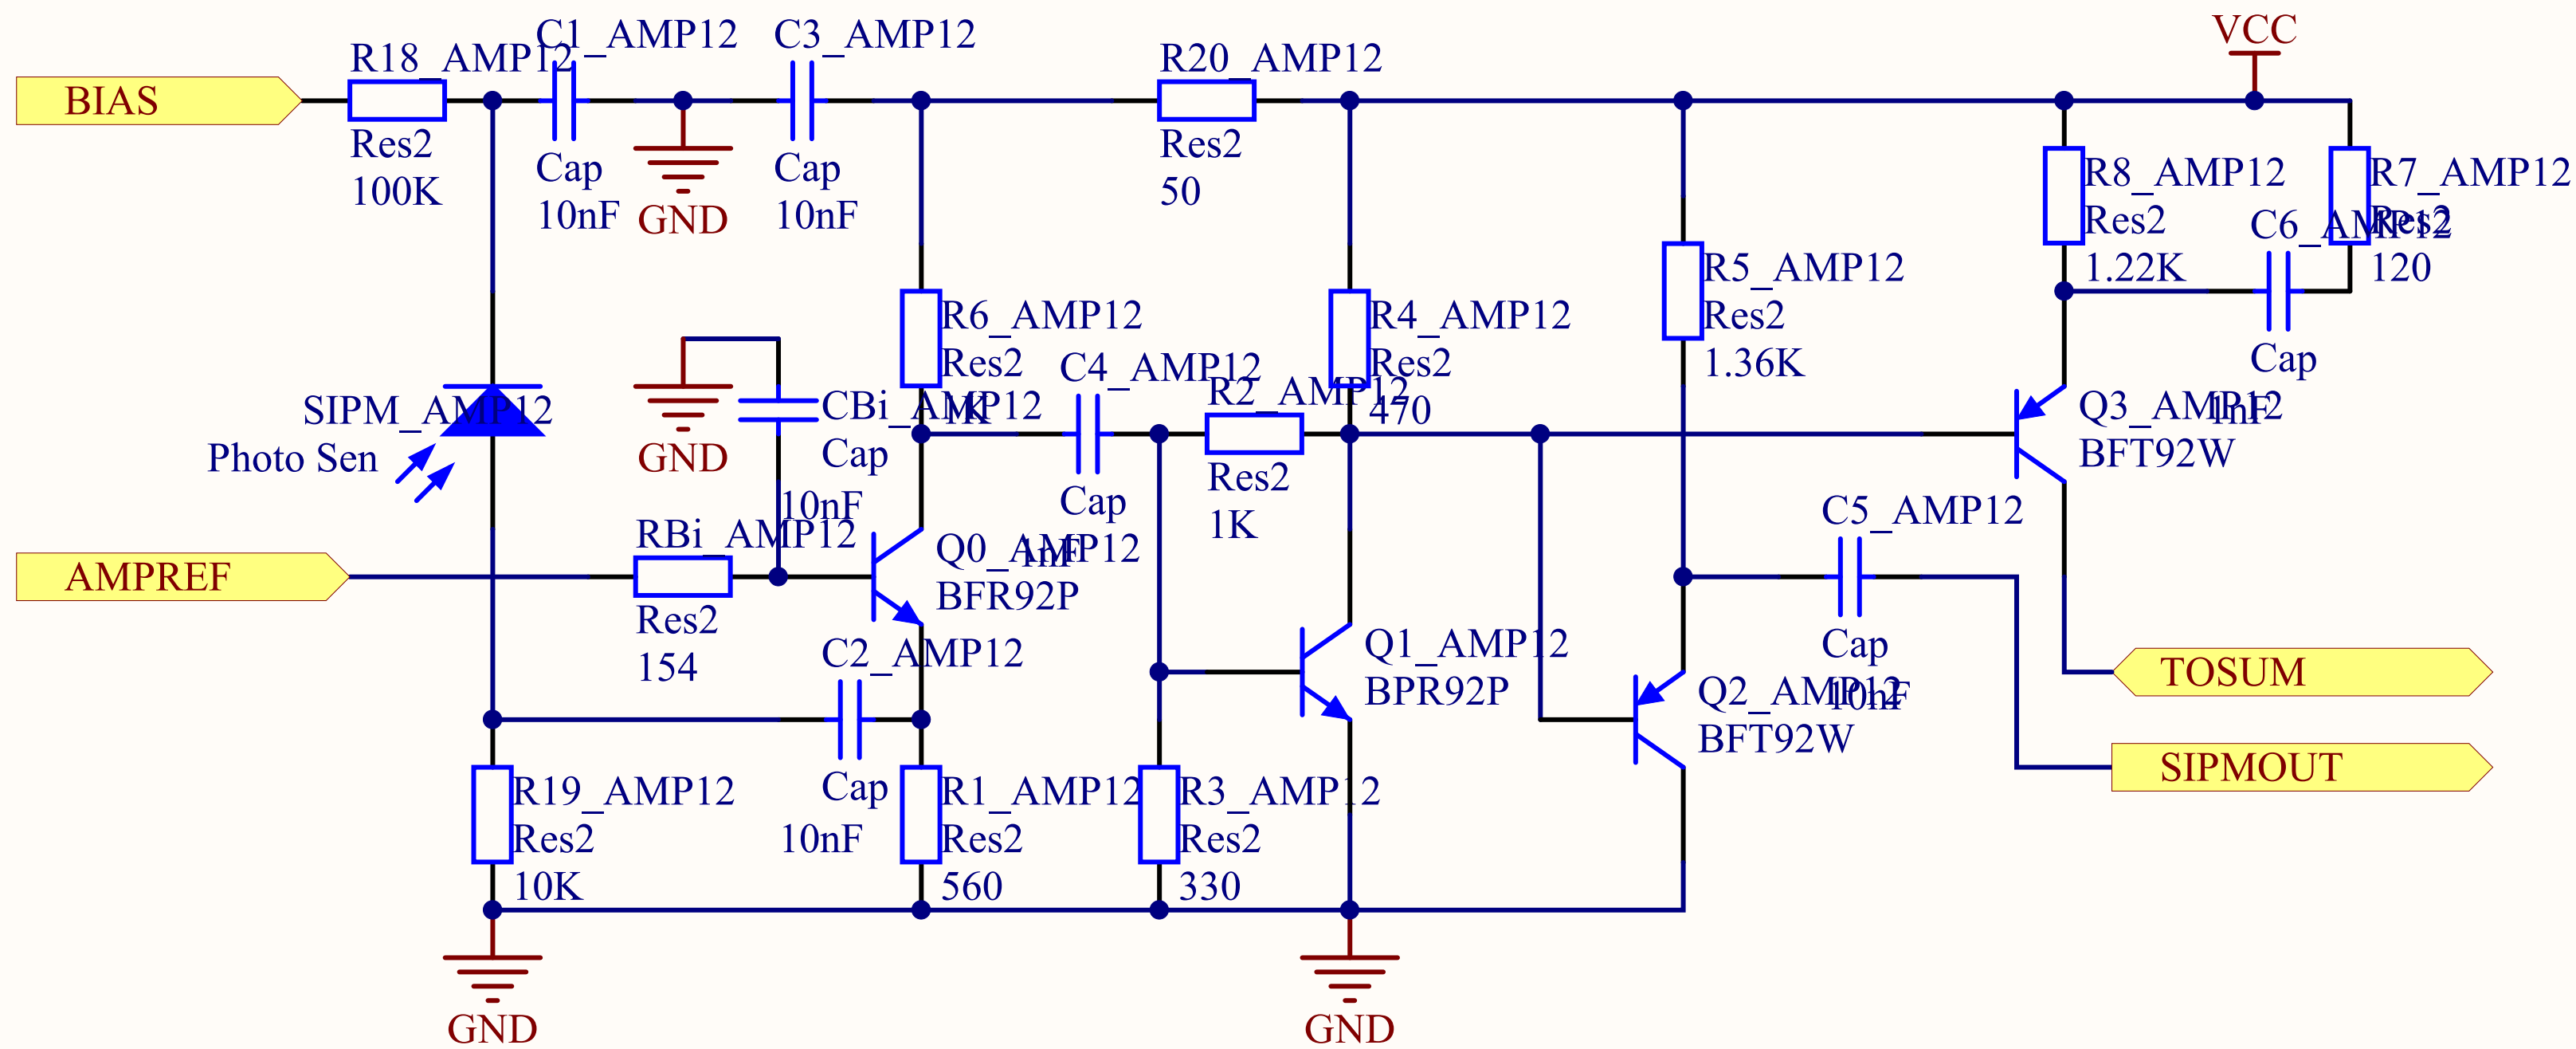 C1_AMP12
C3_AMP12
VCC
R18_AMP12
R20_AMP12
BIAS
Res2
100K
Cap
10nF
GND
Cap
10nF
Res2
50
R8_AMP12
Res2
1.22K
R7_AMP12
Res2
120
C6_AMP12
Cap
1nF
R5_AMP12
Res2
1.36K
R6_AMP12
Res2
1K
R4_AMP12
Res2
470
C4_AMP12
Cap
1nF
R2_AMP12
Res2
1K
SIPM_AMP12
Photo Sen
GND
CBi_AMP12
Cap
10nF
Q3_AMP12
BFT92W
C5_AMP12
Cap
10nF
AMPREF
RBi_AMP12
Res2
154
Q0_AMP12
BFR92P
C2_AMP12
Cap
10nF
Q1_AMP12
BPR92P
Q2_AMP12
BFT92W
TOSUM
SIPMOUT
R19_AMP12
Res2
10K
R1_AMP12
Res2
560
R3_AMP12
Res2
330
GND
GND